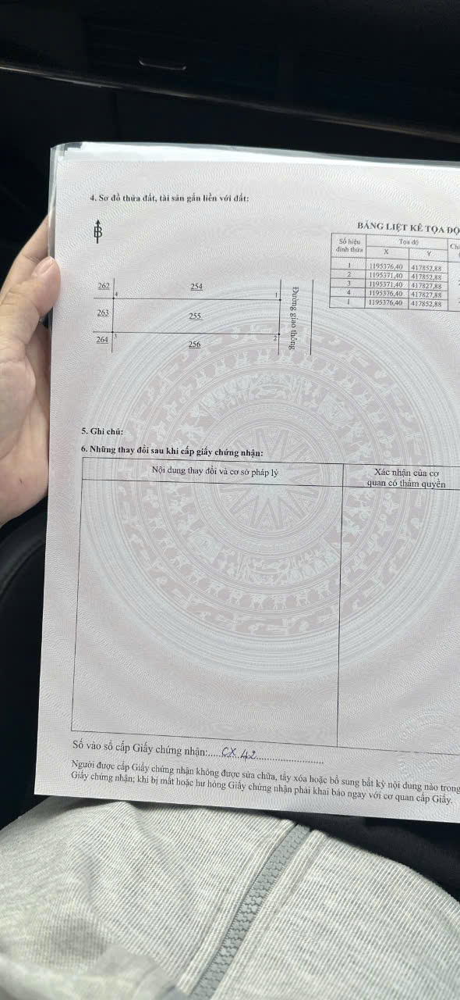 4. Sơ đồ thửa đất, tài sản gắn liền với đất:
BẢNG LIỆT KÊ TỌA ĐỘ
Số hiệu đỉnh thửa
Tọa độ
X Y
1 1195376,40 417852,88
2 1195371,40 417852,88
3 1195371,40 417827,88
4 1195376,40 417827,88
1 1195376,40 417852,88
262 254
4 1
263 255
264 3 256 2
Đường giao thông
5. Ghi chú:
6. Những thay đổi sau khi cấp giấy chứng nhận:
Nội dung thay đổi và cơ sở pháp lý
Xác nhận của cơ
quan có thẩm quyền
Số vào sổ cấp Giấy chứng nhận:....CX 42....................
Người được cấp Giấy chứng nhận không được sửa chữa, tẩy xóa hoặc bổ sung bất kỳ nội dung nào trong
Giấy chứng nhận; khi bị mất hoặc hư hỏng Giấy chứng nhận phải khai báo ngay với cơ quan cấp Giấy.